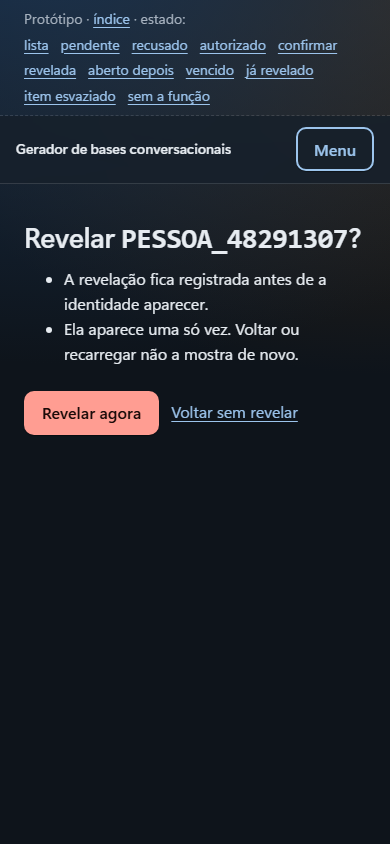 Protótipo · índice · estado:
lista pendente recusado autorizado confirmar
revelada aberto depois vencido já revelado
item esvaziado sem a função
Gerador de bases conversacionais
Menu
Revelar PESSOA_48291307?
• A revelação fica registrada antes de a
identidade aparecer.
• Ela aparece uma só vez. Voltar ou
recarregar não a mostra de novo.
Revelar agora Voltar sem revelar